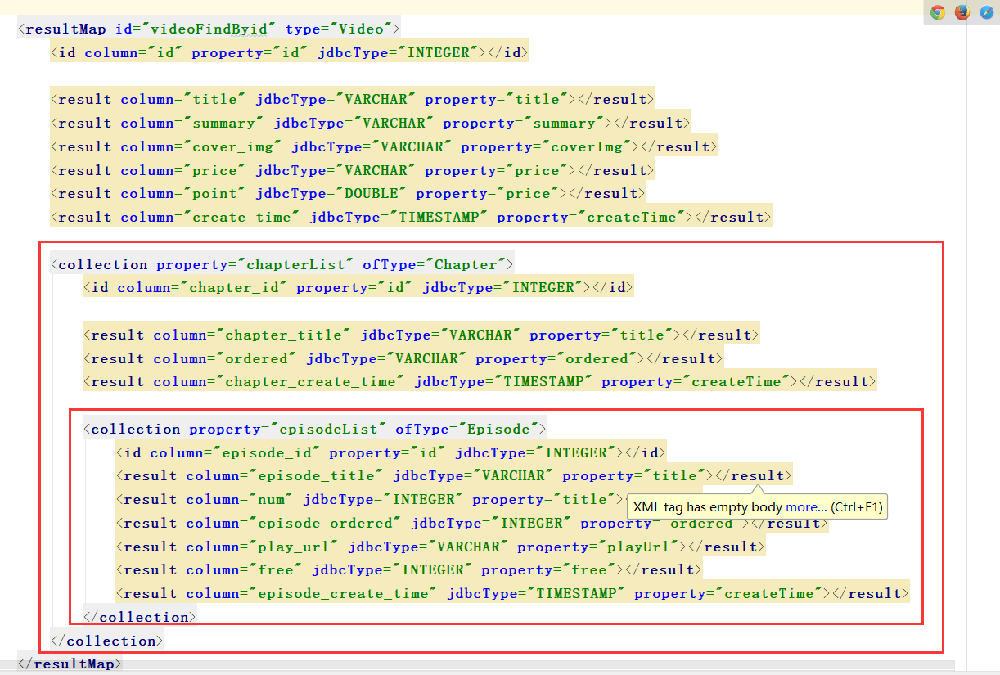 <resultMap id="videoFindByid" type="Video">
<id column="id" property="id" jdbcType="INTEGER"></id>
<result column="title" jdbcType="VARCHAR" property="title"></result>
<result column="summary" jdbcType="VARCHAR" property="summary"></result>
<result column="cover_img" jdbcType="VARCHAR" property="coverImg"></result>
<result column="price" jdbcType="VARCHAR" property="price"></result>
<result column="point" jdbcType="DOUBLE" property="price"></result>
<result column="create_time" jdbcType="TIMESTAMP" property="createTime"></result>
<collection property="chapterList" ofType="Chapter">
<id column="chapter_id" property="id" jdbcType="INTEGER"></id>
<result column="chapter_title" jdbcType="VARCHAR" property="title"></result>
<result column="ordered" jdbcType="VARCHAR" property="ordered"></result>
<result column="chapter_create_time" jdbcType="TIMESTAMP" property="createTime"></result>
<collection property="episodeList" ofType="Episode">
<id column="episode_id" property="id" jdbcType="INTEGER"></id>
<result column="episode_title" jdbcType="VARCHAR" property="title"></result>
<result column="num" jdbcType="INTEGER" property="title">
XML tag has empty body more... (Ctrl+F1)
<result column="episode_ordered" jdbcType="INTEGER" property="ordered"></result>
<result column="play_url" jdbcType="VARCHAR" property="playUrl"></result>
<result column="free" jdbcType="INTEGER" property="free"></result>
<result column="episode_create_time" jdbcType="TIMESTAMP" property="createTime"></result>
</collection>
</collection>
</resultMap>